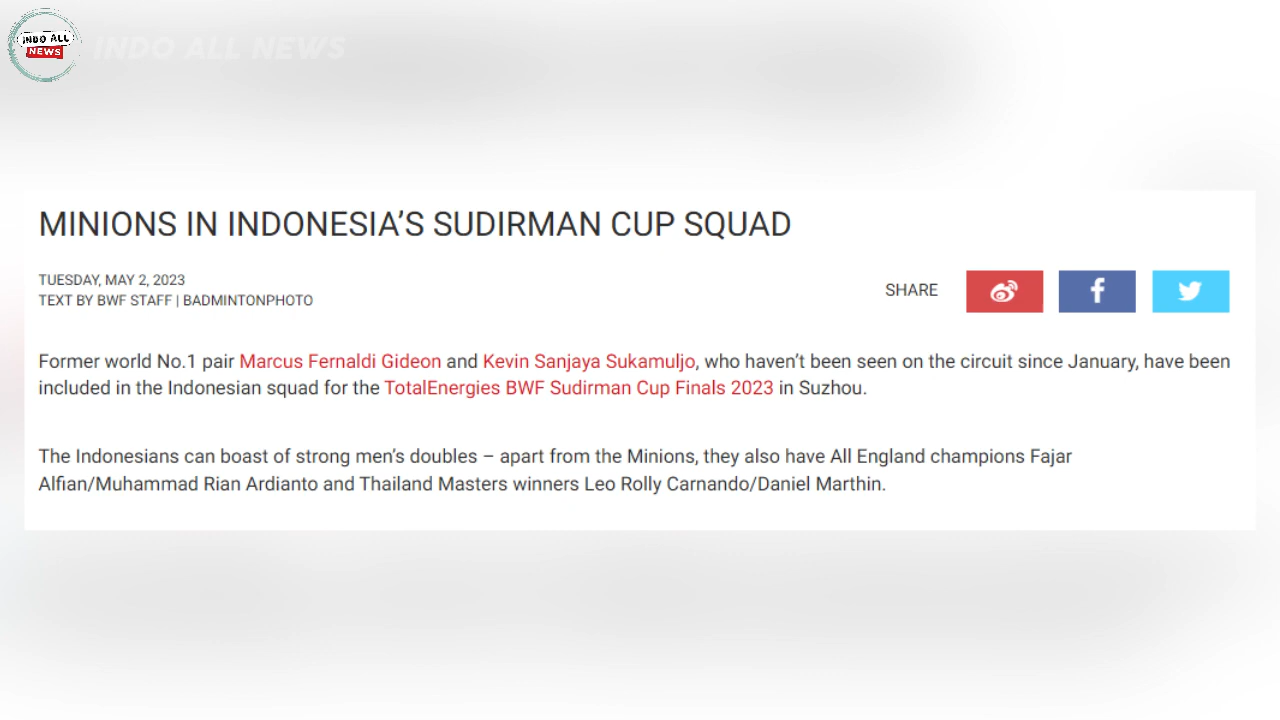 INDO ALL
NEWS
INDO ALL NEWS
MINIONS IN INDONESIA’S SUDIRMAN CUP SQUAD
TUESDAY, MAY 2, 2023
TEXT BY BWF STAFF | BADMINTONPHOTO
SHARE
Former world No.1 pair Marcus Fernaldi Gideon and Kevin Sanjaya Sukamuljo, who haven’t been seen on the circuit since January, have been
included in the Indonesian squad for the TotalEnergies BWF Sudirman Cup Finals 2023 in Suzhou.
The Indonesians can boast of strong men’s doubles – apart from the Minions, they also have All England champions Fajar
Alfian/Muhammad Rian Ardianto and Thailand Masters winners Leo Rolly Carnando/Daniel Marthin.